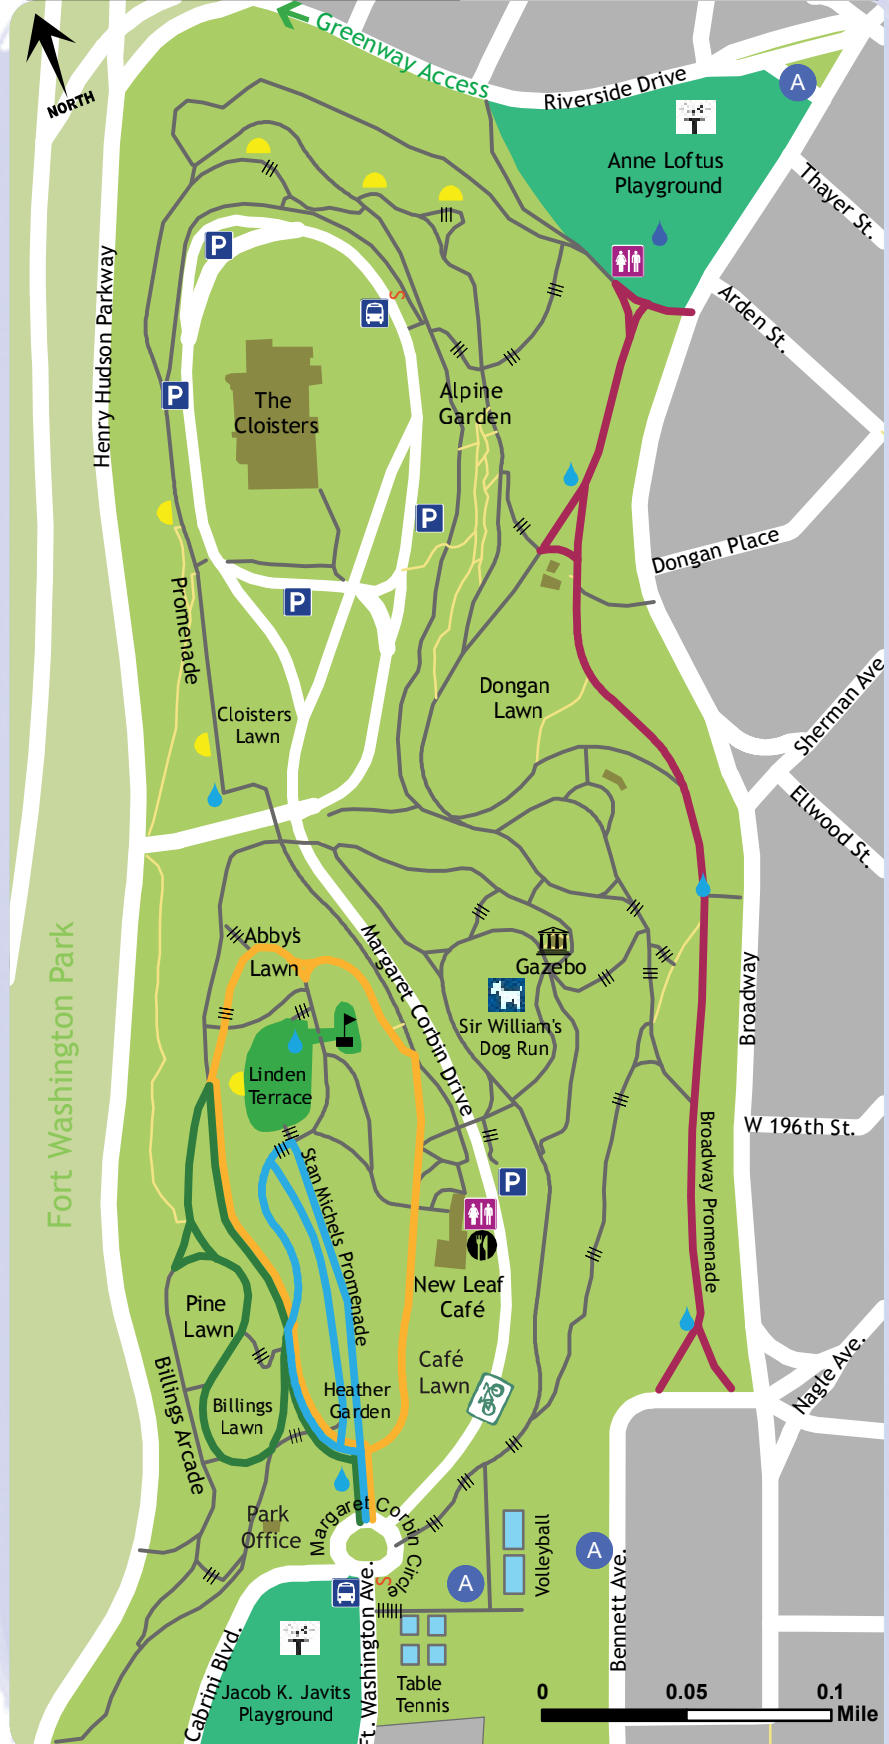 Greenway Access
NORTH
Riverside Drive
A
Anne Loftus
Playground
Thayer St.
P
Henry Hudson Parkway
Arden St.
S
The
Cloisters
P
Alpine
Garden
P
Dongan Place
P
Promenade
Dongan
Lawn
Sherman Ave
Cloisters
Lawn
Ellwood St.
Abby's
Lawn
Margaret Corbin Drive
Gazebo
Fort Washington Park
Sir William's
Dog Run
Broadway
Linden
Terrace
W 196th St.
Stan Michels Promenade
P
Broadway Promenade
New Leaf
Café
Pine
Lawn
Billings Arcade
Café
Lawn
Nagle Ave.
Heather
Garden
Billings
Lawn
Park
Office
Margaret Corbin Circle
Volleyball
A
A
S
Bennett Ave.
Ft. Washington Ave.
Cabrini Blvd.
Jacob K. Javits
Playground
Table
Tennis
0 0.05 0.1
Mile